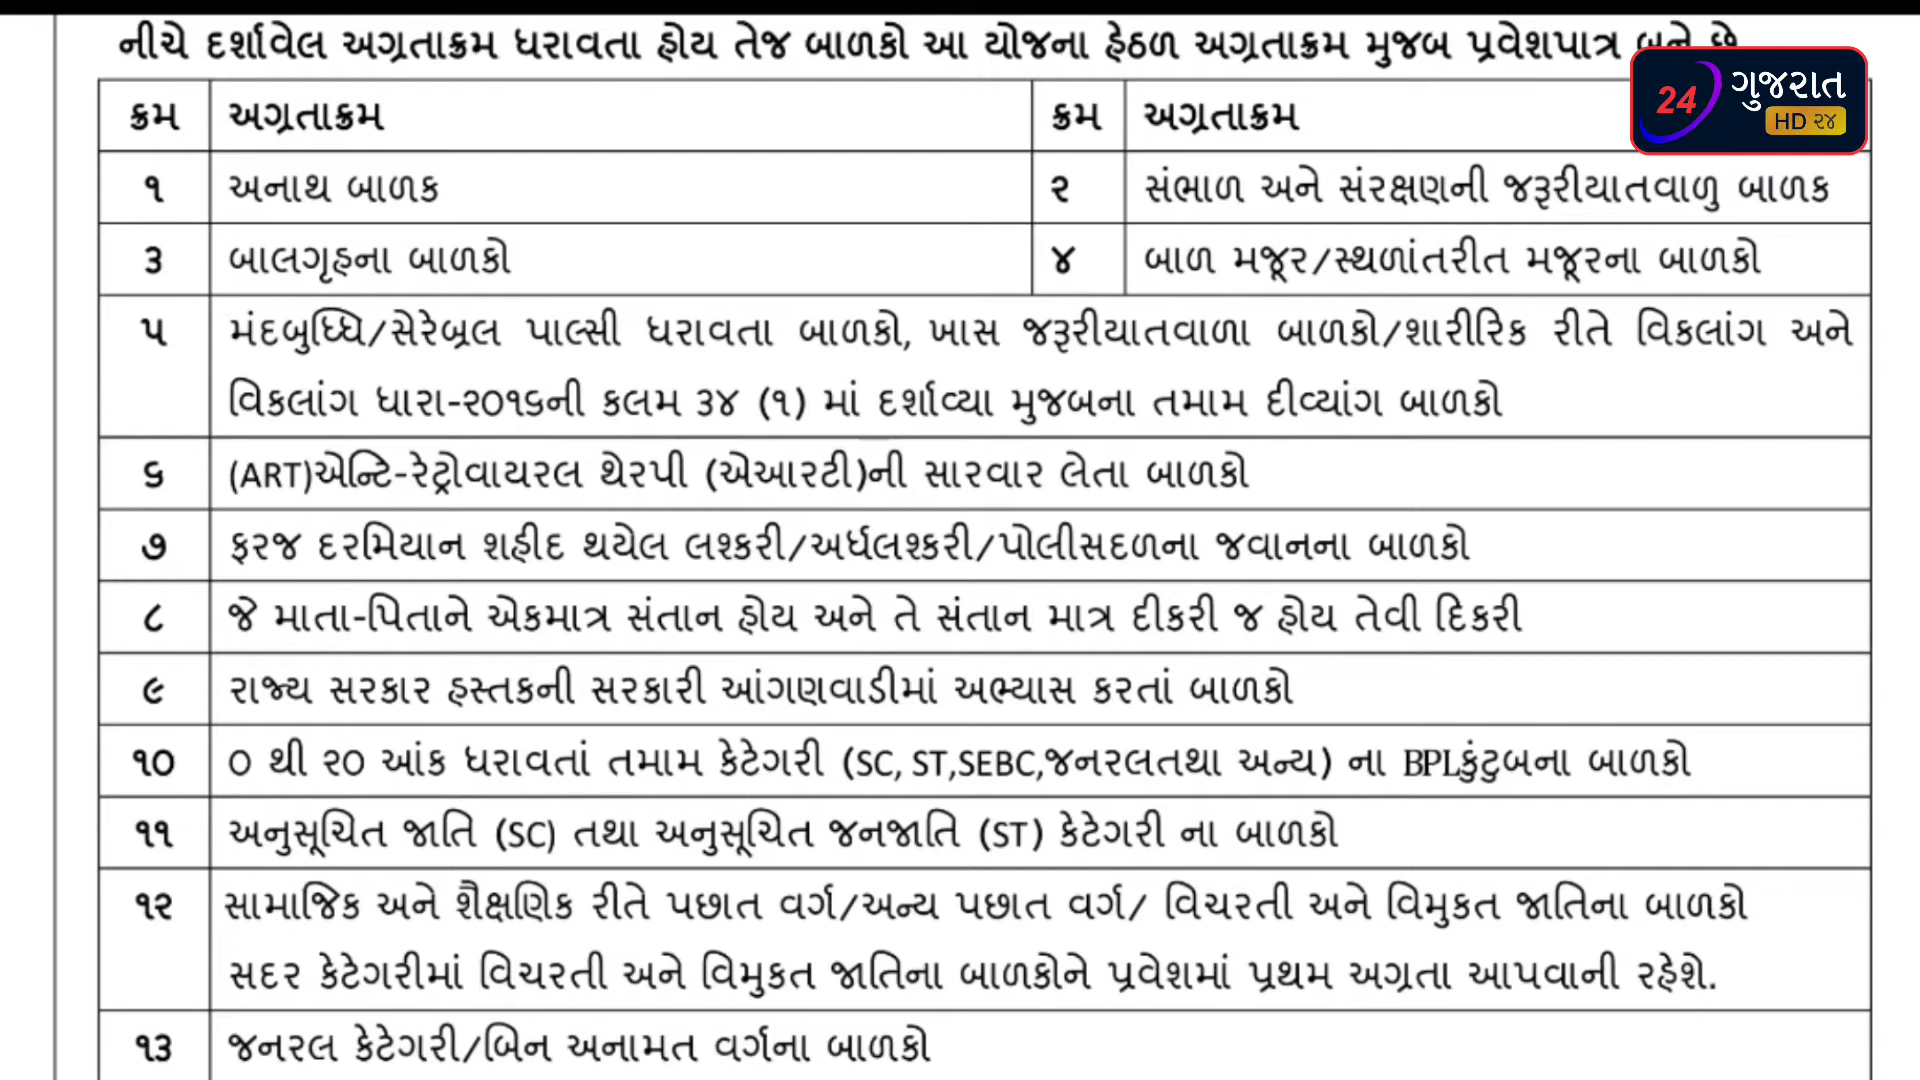 નીચે દર્શાવેલ અગ્રતાક્રમ ધરાવતા હોય તેજ બાળકો આ યોજના હેઠળ અગ્રતાક્રમ મુજબ પ્રવેશપાત્ર બને છે
24 ગુજરાત
HD ૨૪
ક્રમ અગ્રતાક્રમ ક્રમ અગ્રતાક્રમ
૧ અનાથ બાળક ૨ સંભાળ અને સંરક્ષણની જરૂરીયાતવાળુ બાળક
૩ બાલગૃહના બાળકો ૪ બાળ મજૂર/સ્થળાંતરીત મજૂરના બાળકો
૫ મંદબુધ્ધિ/સેરેબ્રલ પાલ્સી ધરાવતા બાળકો, ખાસ જરૂરીયાતવાળા બાળકો/શારીરિક રીતે વિકલાંગ અને
વિકલાંગ ધારા-૨૦૧૬ની કલમ ૩૪ (૧) માં દર્શાવ્યા મુજબના તમામ દીવ્યાંગ બાળકો
૬ (ART)એન્ટિ-રેટ્રોવાયરલ થેરપી (એઆરટી)ની સારવાર લેતા બાળકો
૭ ફરજ દરમિયાન શહીદ થયેલ લશ્કરી/અર્ધલશ્કરી/પોલીસદળના જવાનના બાળકો
૮ જે માતા-પિતાને એકમાત્ર સંતાન હોય અને તે સંતાન માત્ર દીકરી જ હોય તેવી દિકરી
૯ રાજ્ય સરકાર હસ્તકની સરકારી આંગણવાડીમાં અભ્યાસ કરતાં બાળકો
૧૦ ૦ થી ૨૦ આંક ધરાવતાં તમામ કેટેગરી (SC, ST,SEBC,જનરલતથા અન્ય) ના BPLકુંટુબના બાળકો
૧૧ અનુસૂચિત જાતિ (SC) તથા અનુસૂચિત જનજાતિ (ST) કેટેગરી ના બાળકો
૧૨ સામાજિક અને શૈક્ષણિક રીતે પછાત વર્ગ/અન્ય પછાત વર્ગ/ વિચરતી અને વિમુકત જાતિના બાળકો
સદર કેટેગરીમાં વિચરતી અને વિમુકત જાતિના બાળકોને પ્રવેશમાં પ્રથમ અગ્રતા આપવાની રહેશે.
૧૩ જનરલ કેટેગરી/બિન અનામત વર્ગના બાળકો